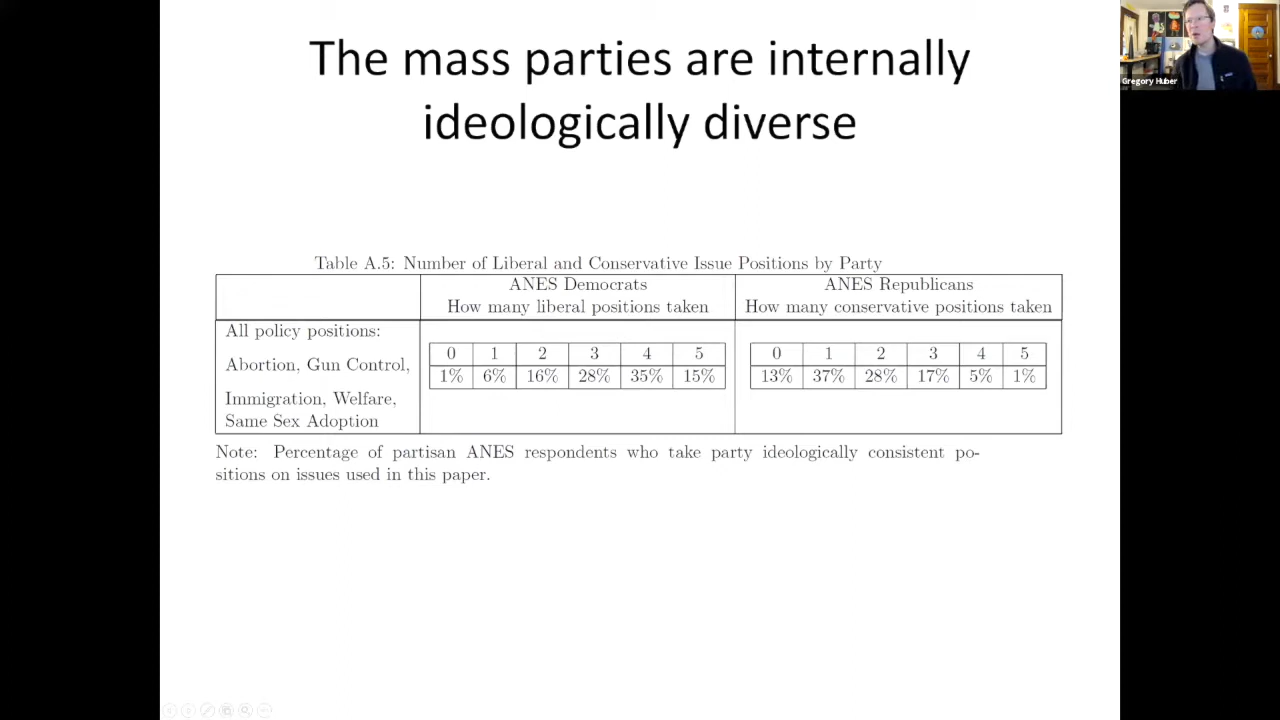 The mass parties are internally
ideologically diverse
Gregory Huber
Table A.5: Number of Liberal and Conservative Issue Positions by Party
ANES Democrats ANES Republicans
How many liberal positions taken How many conservative positions taken
All policy positions:
0 1 2 3 4 5 0 1 2 3 4 5
Abortion, Gun Control,
1% 6% 16% 28% 35% 15% 13% 37% 28% 17% 5% 1%
Immigration, Welfare,
Same Sex Adoption
Note: Percentage of partisan ANES respondents who take party ideologically consistent po-
sitions on issues used in this paper.